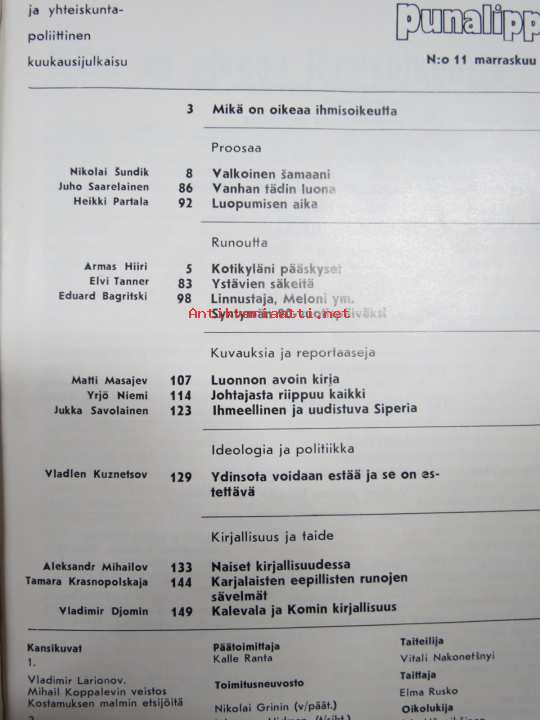 ja yhteiskunta-
poliittinen
kuukausijulkaisu
punalipp
N:o 11 marraskuu
3 Mikä on oikeaa ihmisoikeutta
Proosaa
Nikolai Šundik 8 Valkoinen šamaani
Juho Saarelainen 86 Vanhan tädin luona
Heikki Partala 92 Luopumisen aika
Runoutta
Armas Hiiri 5 Kotikyläni pääskyset
Elvi Tanner 83 Ystävien säkeitä
Eduard Bagritski 98 Linnustaja, Meloni ym.
Syntymän 90-vuotispäiväksi
Antikvariaatti.net
Kuvauksia ja reportaaseja
Matti Masajev 107 Luonnon avoin kirja
Yrjö Niemi 114 Johtajasta riippuu kaikki
Jukka Savolainen 123 Ihmeellinen ja uudistuva Siperia
Ideologia ja politiikka
Vladlen Kuznetsov 129 Ydinsota voidaan estää ja se on es-
tettävä
Kirjallisuus ja taide
Aleksandr Mihailov 133 Naiset kirjallisuudessa
Tamara Krasnopolskaja 144 Karjalaisten eepillisten runojen
sävelmät
Vladimir Djomin 149 Kalevala ja Komin kirjallisuus
Kansikuvat
1.
Vladimir Larionov.
Mihail Koppalevin veistos
Kostamuksen malmin etsijöitä
Päätoimittaja
Kalle Ranta
Toimitusneuvosto
Nikolai Grinin (v/päät.)
Taiteilija
Vitali Nakonetšnyi
Taittaja
Elma Rusko
Oikolukija